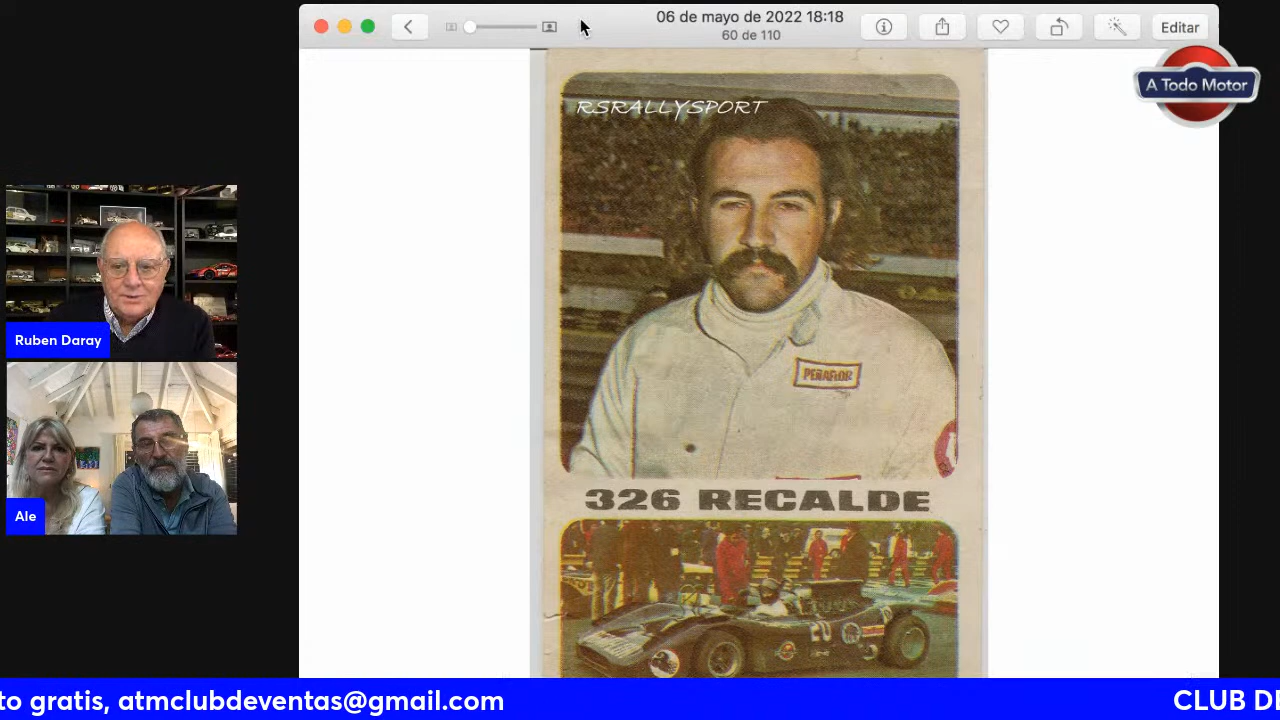 06 de mayo de 2022 18:18
60 de 110
Editar
A Todo Motor
RSRALLYSPORT
PEÑAFLOR
326 RECALDE
20
Ruben Daray
Ale
to gratis, atmclubdeventas@gmail.com
CLUB DE